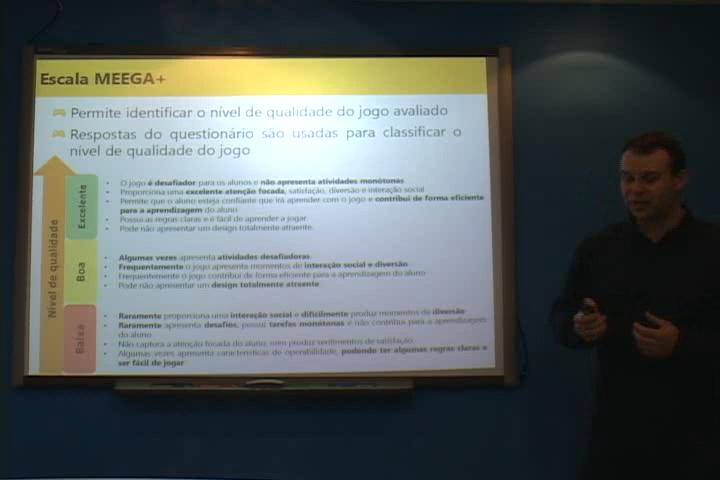 Escala MEEGA+
Permite identificar o nível de qualidade do jogo avaliado
Respostas do questionário são usadas para classificar o
nível de qualidade do jogo
Nível de qualidade
Excelente
• O jogo é desafiador para os alunos e não apresenta atividades monótonas.
• Proporciona uma excelente atenção focada, satisfação, diversão e interação social
• Permite que o aluno esteja confiante que irá aprender com o jogo e contribui de forma eficiente
para a aprendizagem do aluno.
• Possui as regras claras e é fácil de aprender a jogar.
• Pode não apresentar um design totalmente atraente.
Boa
• Algumas vezes apresenta atividades desafiadoras.
• Frequentemente o jogo apresenta momentos de interação social e diversão
• Frequentemente o jogo contribui de forma eficiente para a aprendizagem do aluno
• Pode não apresentar um design totalmente atraente
Baixa
• Raramente proporciona uma interação social e dificilmente produz momentos de diversão
• Raramente apresenta desafios, possui tarefas monótonas e não contribui para a aprendizagem
do aluno
• Não captura a atenção focada do aluno, nem produz sentimentos de satisfação.
• Algumas vezes apresenta características de operabilidade, podendo ter algumas regras claras e
ser fácil de jogar